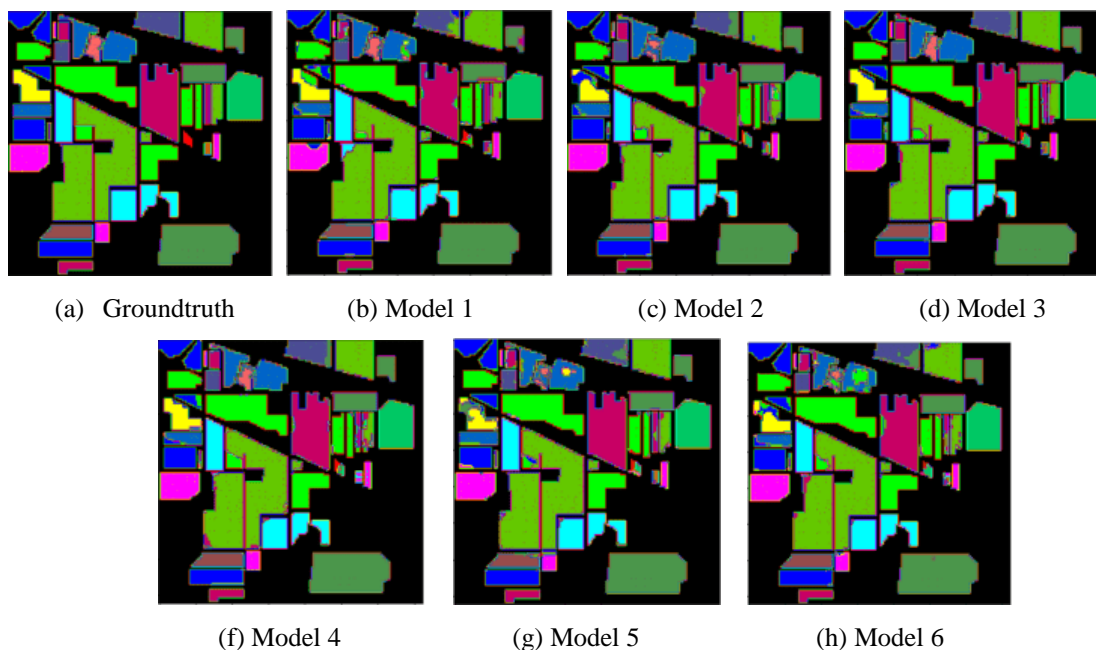 (a) Groundtruth
(b) Model 1
(c) Model 2
(d) Model 3
(f) Model 4
(g) Model 5
(h) Model 6